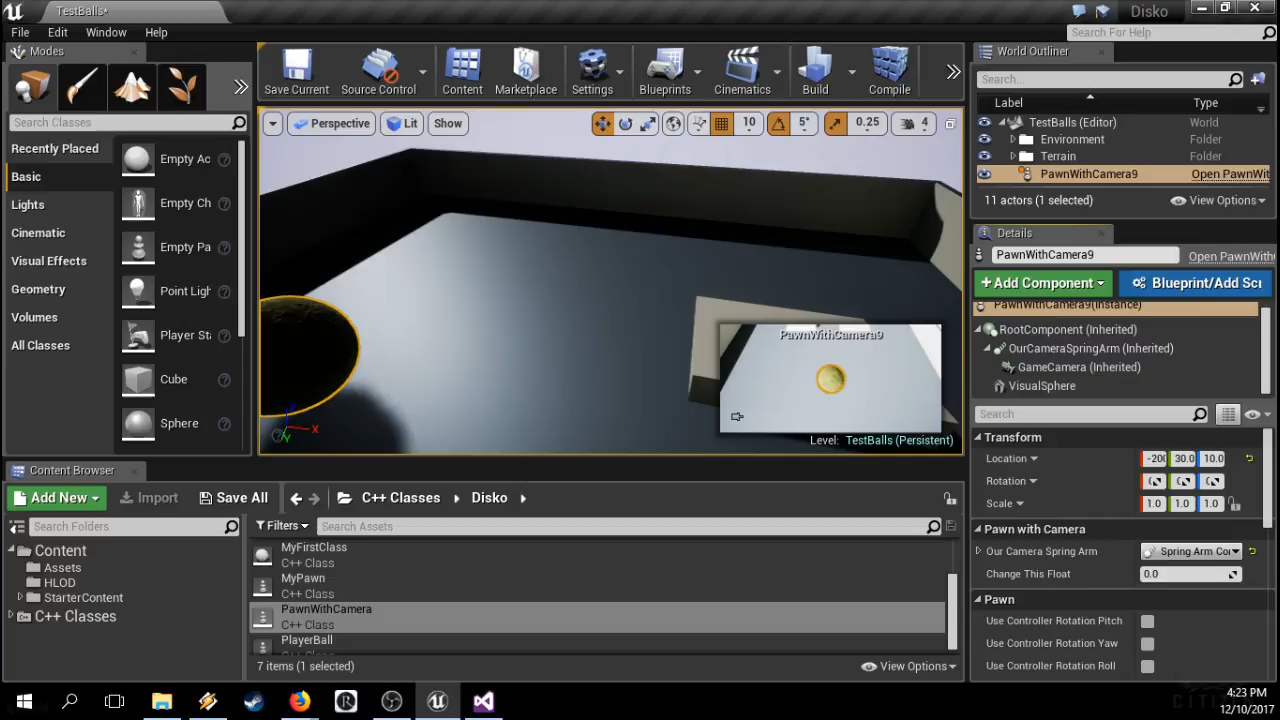 TestBalls*
Disko
File Edit Window Help
Search For Help
Modes
Save Current
Source Control
Content
Marketplace
Settings
Blueprints
Cinematics
Build
Compile
World Outliner
Search...
Label
Type
Search Classes
Perspective
Lit
Show
10
5°
0.25
4
TestBalls (Editor)
World
Environment
Folder
Terrain
Folder
PawnWithCamera9
Open PawnWit
11 actors (1 selected)
View Options
Recently Placed
Basic
Lights
Cinematic
Visual Effects
Geometry
Volumes
All Classes
Empty Ac
Empty Ch
Empty Pa
Point Ligh
Player Sta
Cube
Sphere
PawnWithCamera9
X
Y
Level: TestBalls (Persistent)
Details
PawnWithCamera9
Open PawnWith
+Add Component
Blueprint/Add Scr
PawnWithCamera9(Instance)
RootComponent (Inherited)
OurCameraSpringArm (Inherited)
GameCamera (Inherited)
VisualSphere
Search
Transform
Location
-200
30.0
10.0
Rotation
Scale
1.0
1.0
1.0
Pawn with Camera
Our Camera Spring Arm
Spring Arm Co
Change This Float
0.0
Pawn
Use Controller Rotation Pitch
Use Controller Rotation Yaw
Use Controller Rotation Roll
Content Browser
Add New
Import
Save All
C++ Classes
Disko
Search Folders
Filters
Search Assets
Content
Assets
HLOD
StarterContent
C++ Classes
MyFirstClass
C++ Class
MyPawn
C++ Class
PawnWithCamera
C++ Class
PlayerBall
7 items (1 selected)
View Options
4:23 PM
12/10/2017